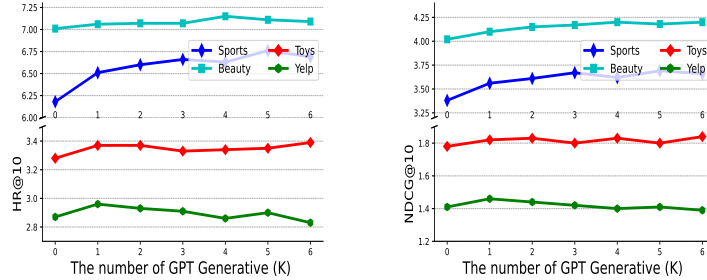 7.25
7.00
6.75
6.50
6.25
6.00
Sports
Toys
Beauty
Yelp
0 1 2 3 4 5 6
3.4
3.2
3.0
2.8
HR@10
0 1 2 3 4 5 6
The number of GPT Generative (K)
4.25
4.00
3.75
3.50
3.25
Sports
Toys
Beauty
Yelp
0 1 2 3 4 5 6
1.8
1.6
1.4
1.2
NDCG@10
0 1 2 3 4 5 6
The number of GPT Generative (K)